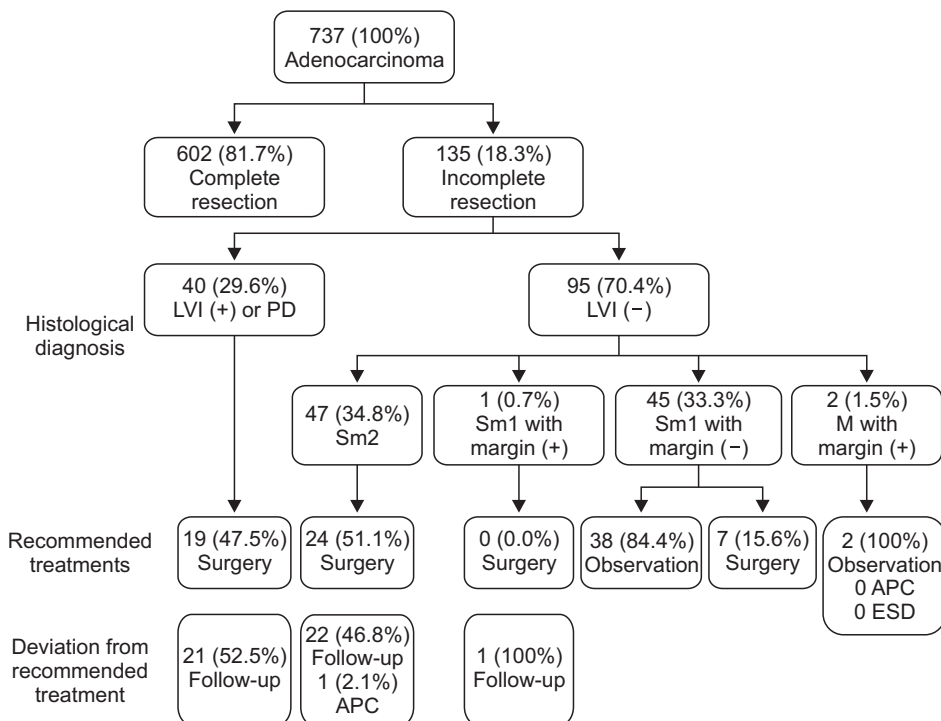 737 (100%)
Adenocarcinoma
602 (81.7%)
Complete
resection
135 (18.3%)
Incomplete
resection
Histological
diagnosis
40 (29.6%)
LVI (+) or PD
95 (70.4%)
LVI (−)
47 (34.8%)
Sm2
1 (0.7%)
Sm1 with
margin (+)
45 (33.3%)
Sm1 with
margin (−)
2 (1.5%)
M with
margin (+)
Recommended
treatments
19 (47.5%)
Surgery
24 (51.1%)
Surgery
0 (0.0%)
Surgery
38 (84.4%)
Observation
7 (15.6%)
Surgery
2 (100%)
Observation
0 APC
0 ESD
Deviation from
recommended
treatment
21 (52.5%)
Follow-up
22 (46.8%)
Follow-up
1 (2.1%)
APC
1 (100%)
Follow-up